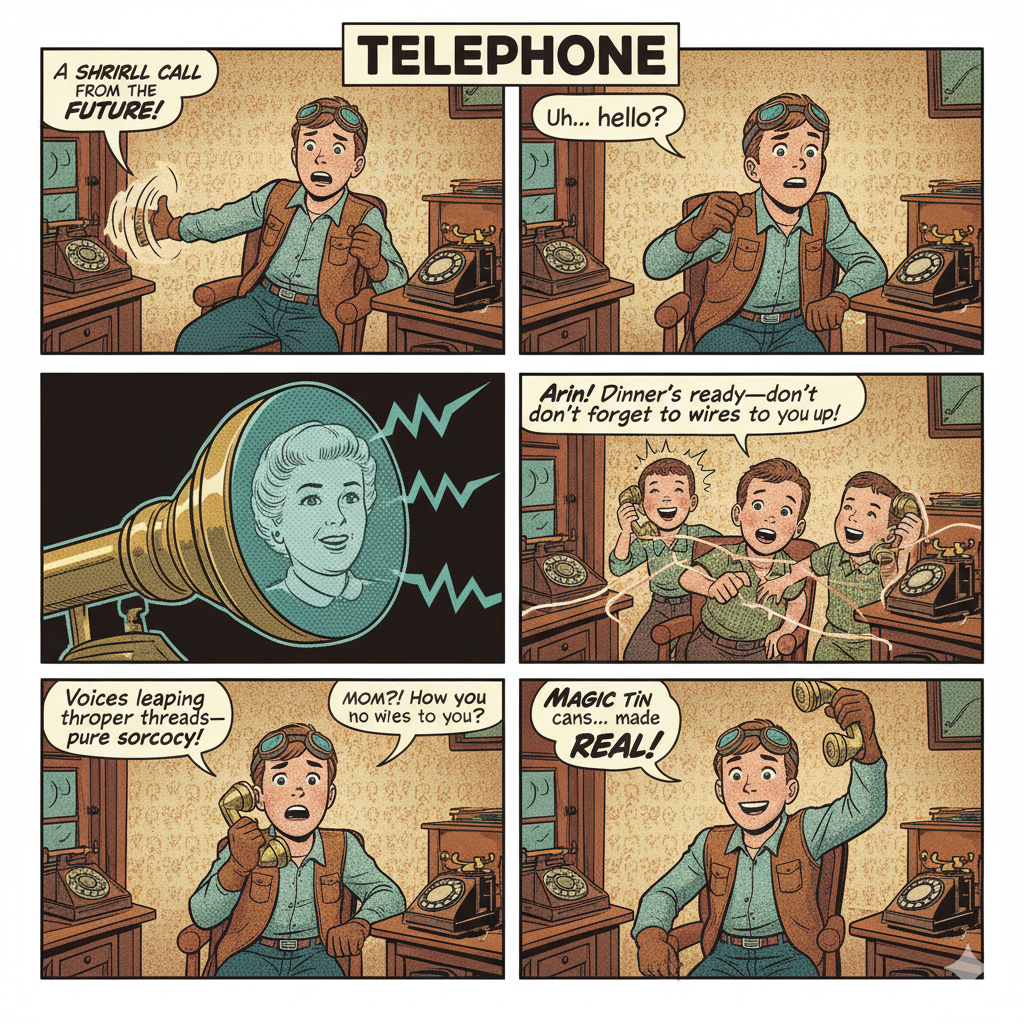 TELEPHONE
A SHRIRLL CALL
FROM THE
FUTURE!
Uh... hello?
Arin! Dinner's ready—don't
don't forget to wires to you up!
Voices leaping
throper threads—
pure sorcocy!
MOM?! How you
no wies to you?
MAGIC TIN
cans... made
REAL!